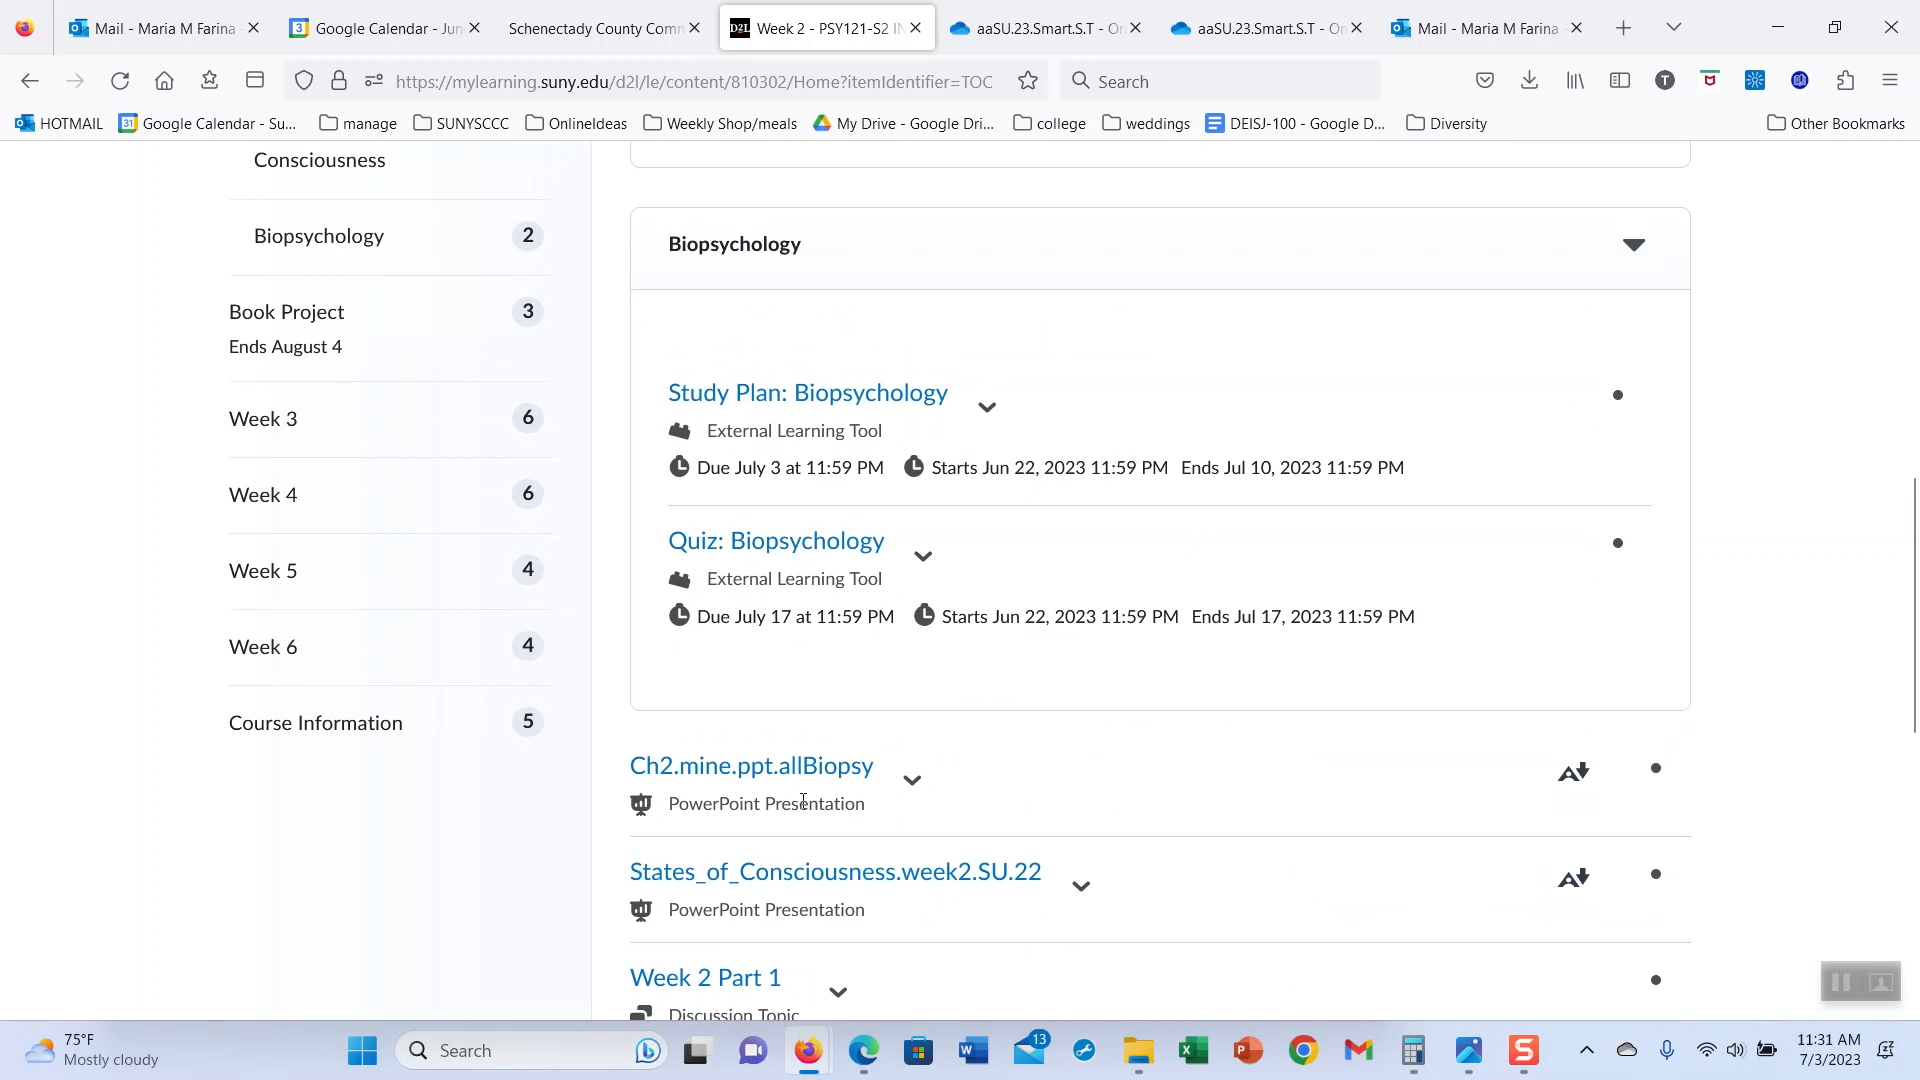 Mail - Maria M Farina
Google Calendar - Jun
Schenectady County Comm
D2L Week 2 - PSY121-S2 IN
aaSU.23.Smart.S.T - On
aaSU.23.Smart.S.T - On
Mail - Maria M Farina
https://mylearning.suny.edu/d2l/le/content/810302/Home?itemIdentifier=TOC
Search
HOTMAIL
Google Calendar - Su...
manage
SUNYSCCC
OnlineIdeas
Weekly Shop/meals
My Drive - Google Dri...
college
weddings
DEISJ-100 - Google D...
Diversity
Other Bookmarks
Consciousness
Biopsychology 2
Book Project 3
Ends August 4
Week 3 6
Week 4 6
Week 5 4
Week 6 4
Course Information 5
Biopsychology
Study Plan: Biopsychology
External Learning Tool
Due July 3 at 11:59 PM Starts Jun 22, 2023 11:59 PM Ends Jul 10, 2023 11:59 PM
Quiz: Biopsychology
External Learning Tool
Due July 17 at 11:59 PM Starts Jun 22, 2023 11:59 PM Ends Jul 17, 2023 11:59 PM
Ch2.mine.ppt.allBiopsy
PowerPoint Presentation
States_of_Consciousness.week2.SU.22
PowerPoint Presentation
Week 2 Part 1
Discussion Topic
75°F
Mostly cloudy
Search
13
11:31 AM
7/3/2023